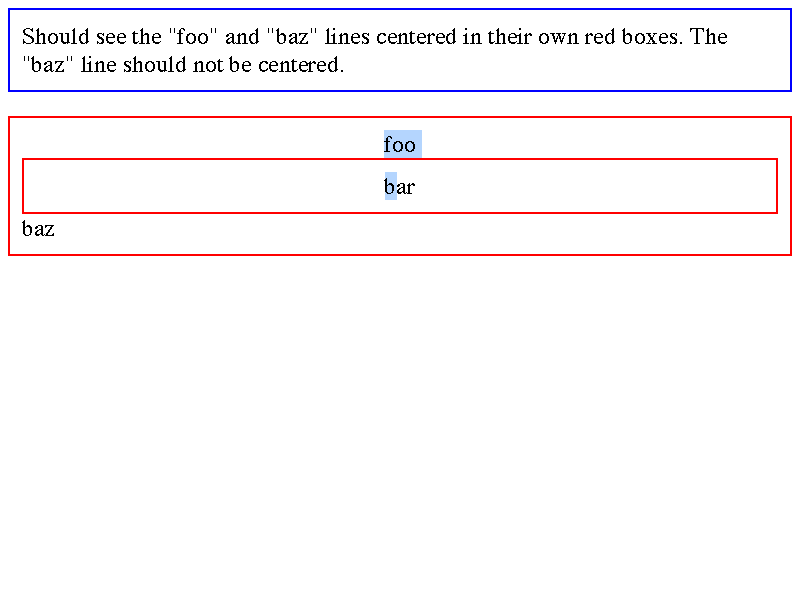 Should see the "foo" and "baz" lines centered in their own red boxes. The
"baz" line should not be centered.
foo
bar
baz